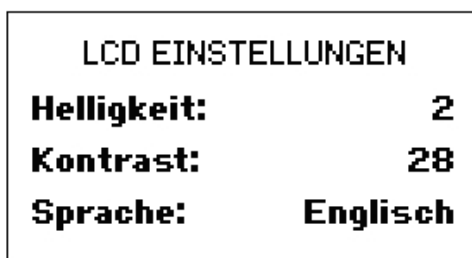 LCD EINSTELLUNGEN
Helligkeit: 2
Kontrast: 28
Sprache: Englisch